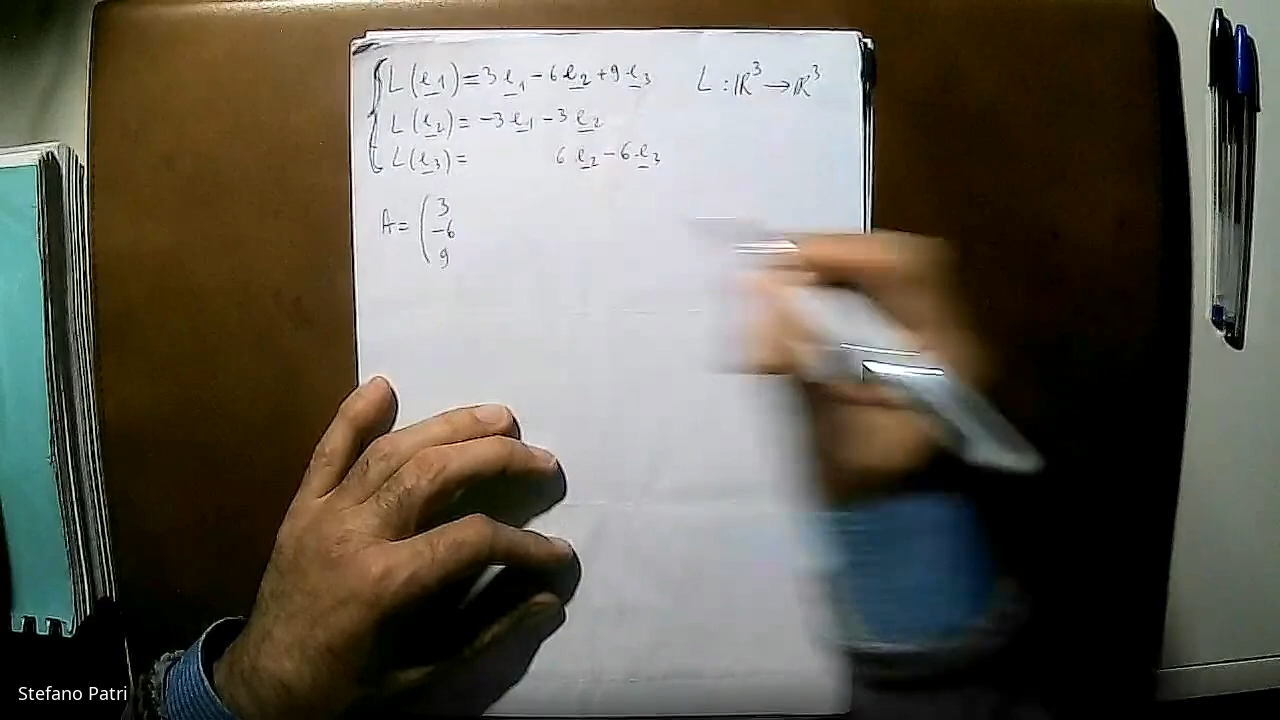 L(e1)=3e1-6e2+9e3 L:ℝ³→ℝ³
L(e2)=-3e1-3e2
L(e3)= 6e2-6e3
A= ( 3
-6
9
Stefano Patri